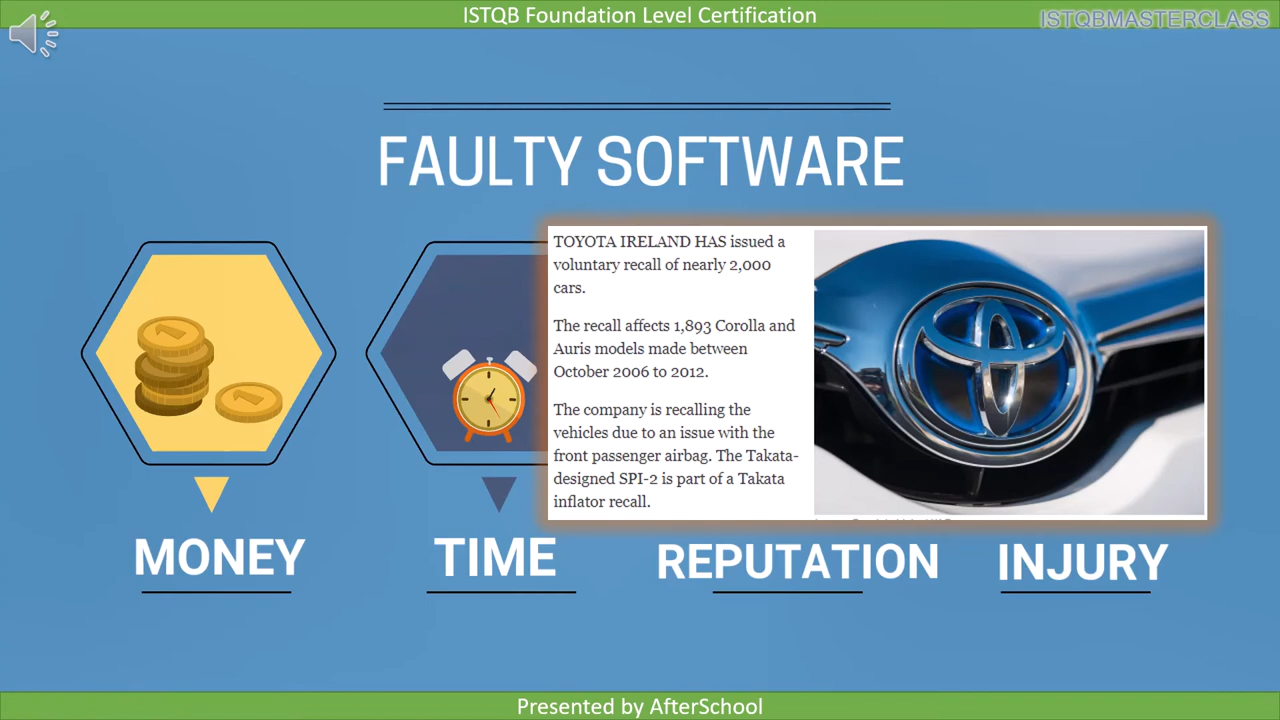 ISTQB Foundation Level Certification
ISTQBMASTERCLASS
FAULTY SOFTWARE
TOYOTA IRELAND HAS issued a
voluntary recall of nearly 2,000
cars.
The recall affects 1,893 Corolla and
Auris models made between
October 2006 to 2012.
The company is recalling the
vehicles due to an issue with the
front passenger airbag. The Takata-
designed SPI-2 is part of a Takata
inflator recall.
MONEY
TIME
REPUTATION
INJURY
Presented by AfterSchool